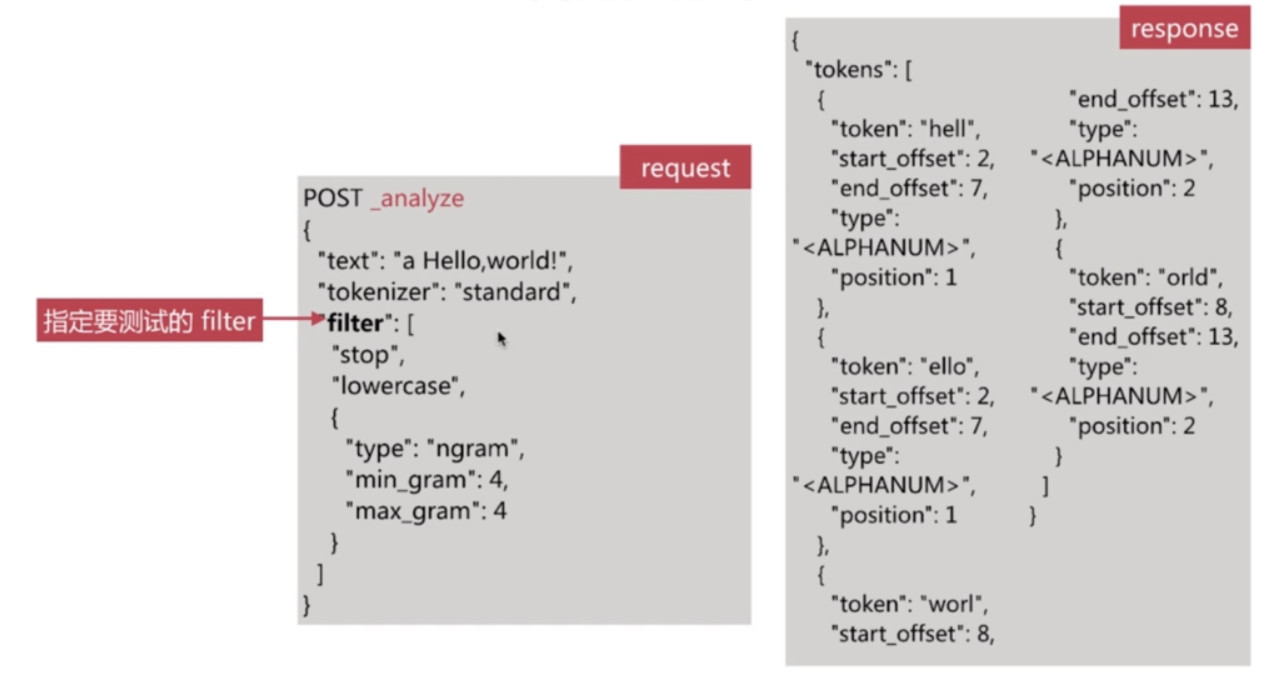 指定要测试的 filter
request
POST _analyze
{
"text": "a Hello,world!",
"tokenizer": "standard",
"filter": [
"stop",
"lowercase",
{
"type": "ngram",
"min_gram": 4,
"max_gram": 4
}
]
}
response
{
"tokens": [
{
"token": "hell",
"start_offset": 2,
"end_offset": 7,
"type":
"<ALPHANUM>",
"position": 1
},
{
"token": "ello",
"start_offset": 2,
"end_offset": 7,
"type":
"<ALPHANUM>",
"position": 1
},
{
"token": "worl",
"start_offset": 8,
"end_offset": 13,
"type":
"<ALPHANUM>",
"position": 2
},
{
"token": "orld",
"start_offset": 8,
"end_offset": 13,
"type":
"<ALPHANUM>",
"position": 2
}
]
}